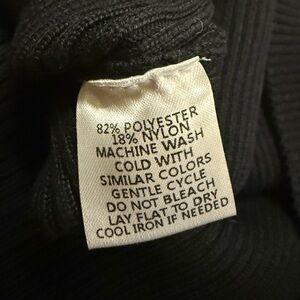 82% POLYESTER
18% NYLON
MACHINE WASH
COLD WITH
SIMILAR COLORS
GENTLE CYCLE
DO NOT BLEACH
LAY FLAT TO DRY
COOL IRON IF NEEDED